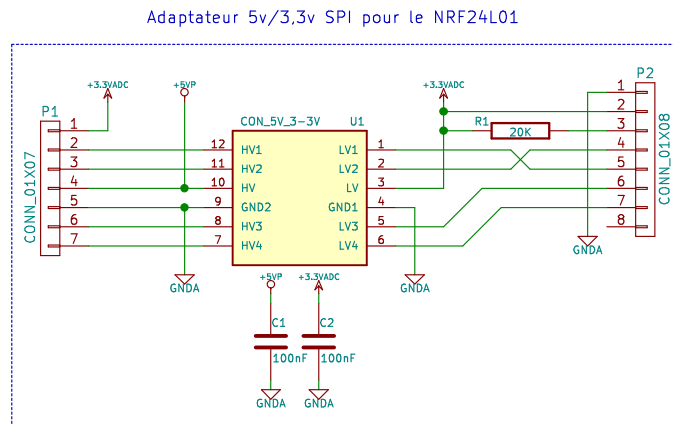 Adaptateur 5v/3,3v SPI pour le NRF24L01
+3.3VADC
+5VP
+3.3VADC
P1
P2
CON_5V_3-3V
U1
R1
20K
1
2
3
4
5
6
7
CONN_01X07
12
11
10
9
8
7
HV1
HV2
HV
GND2
HV3
HV4
LV1
LV2
LV
GND1
LV3
LV4
1
2
3
4
5
6
1
2
3
4
5
6
7
8
CONN_01X08
GNDA
GNDA
GNDA
+5VP
+3.3VADC
C1
100nF
C2
100nF
GNDA
GNDA